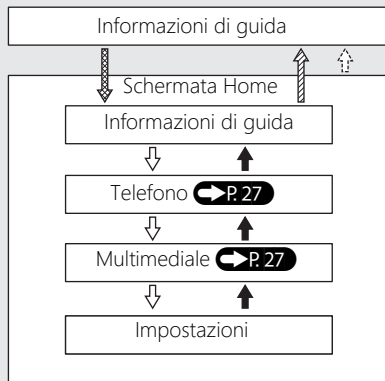 Informazioni di guida
Schermata Home
Informazioni di guida
Telefono P. 27
Multimediale P. 27
Impostazioni